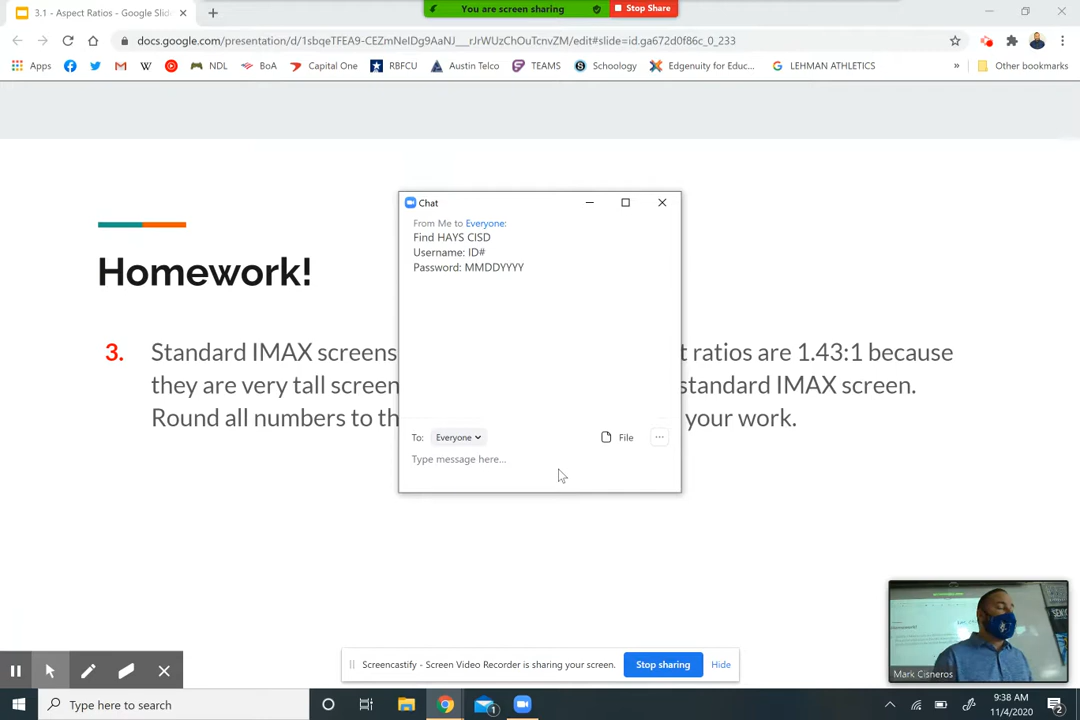 You are screen sharing
Stop Share
3.1 - Aspect Ratios - Google Slid
docs.google.com/presentation/d/1sbqeTFEA9-CEZmNeIDg9AaNJ__rJrWUzChOuTcnvZM/edit#slide=id.ga672d0f86c_0_233
Apps
NDL
BoA
Capital One
RBFCU
Austin Telco
TEAMS
Schoology
Edgenuity for Educ...
LEHMAN ATHLETICS
»
Other bookmarks
Homework!
3. Standard IMAX screens t ratios are 1.43:1 because
they are very tall screen standard IMAX screen.
Round all numbers to th your work.
Chat
From Me to Everyone:
Find HAYS CISD
Username: ID#
Password: MMDDYYYY
To: Everyone
File
...
Type message here...
Mark Cisneros
Screencastify - Screen Video Recorder is sharing your screen.
Stop sharing
Hide
Type here to search
1
9:38 AM
11/4/2020
2